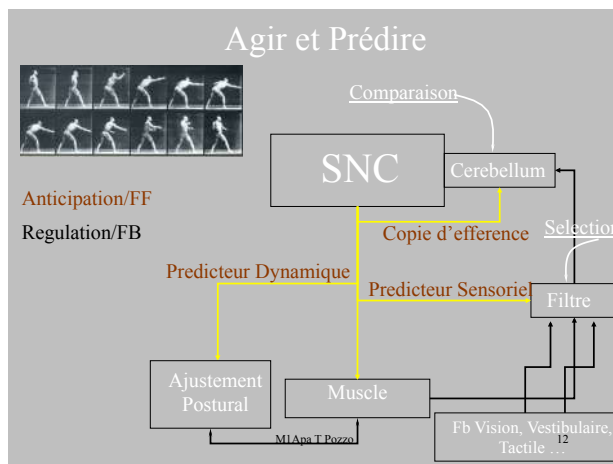 Agir et Prédire
Comparaison
SNC
Cerebellum
Anticipation/FF
Regulation/FB
Copie d’efference
Selection
Predicteur Dynamique
Predicteur Sensoriel
Filtre
Ajustement
Postural
Muscle
M1Apa T Pozzo
Fb Vision, Vestibulaire,
12
Tactile …